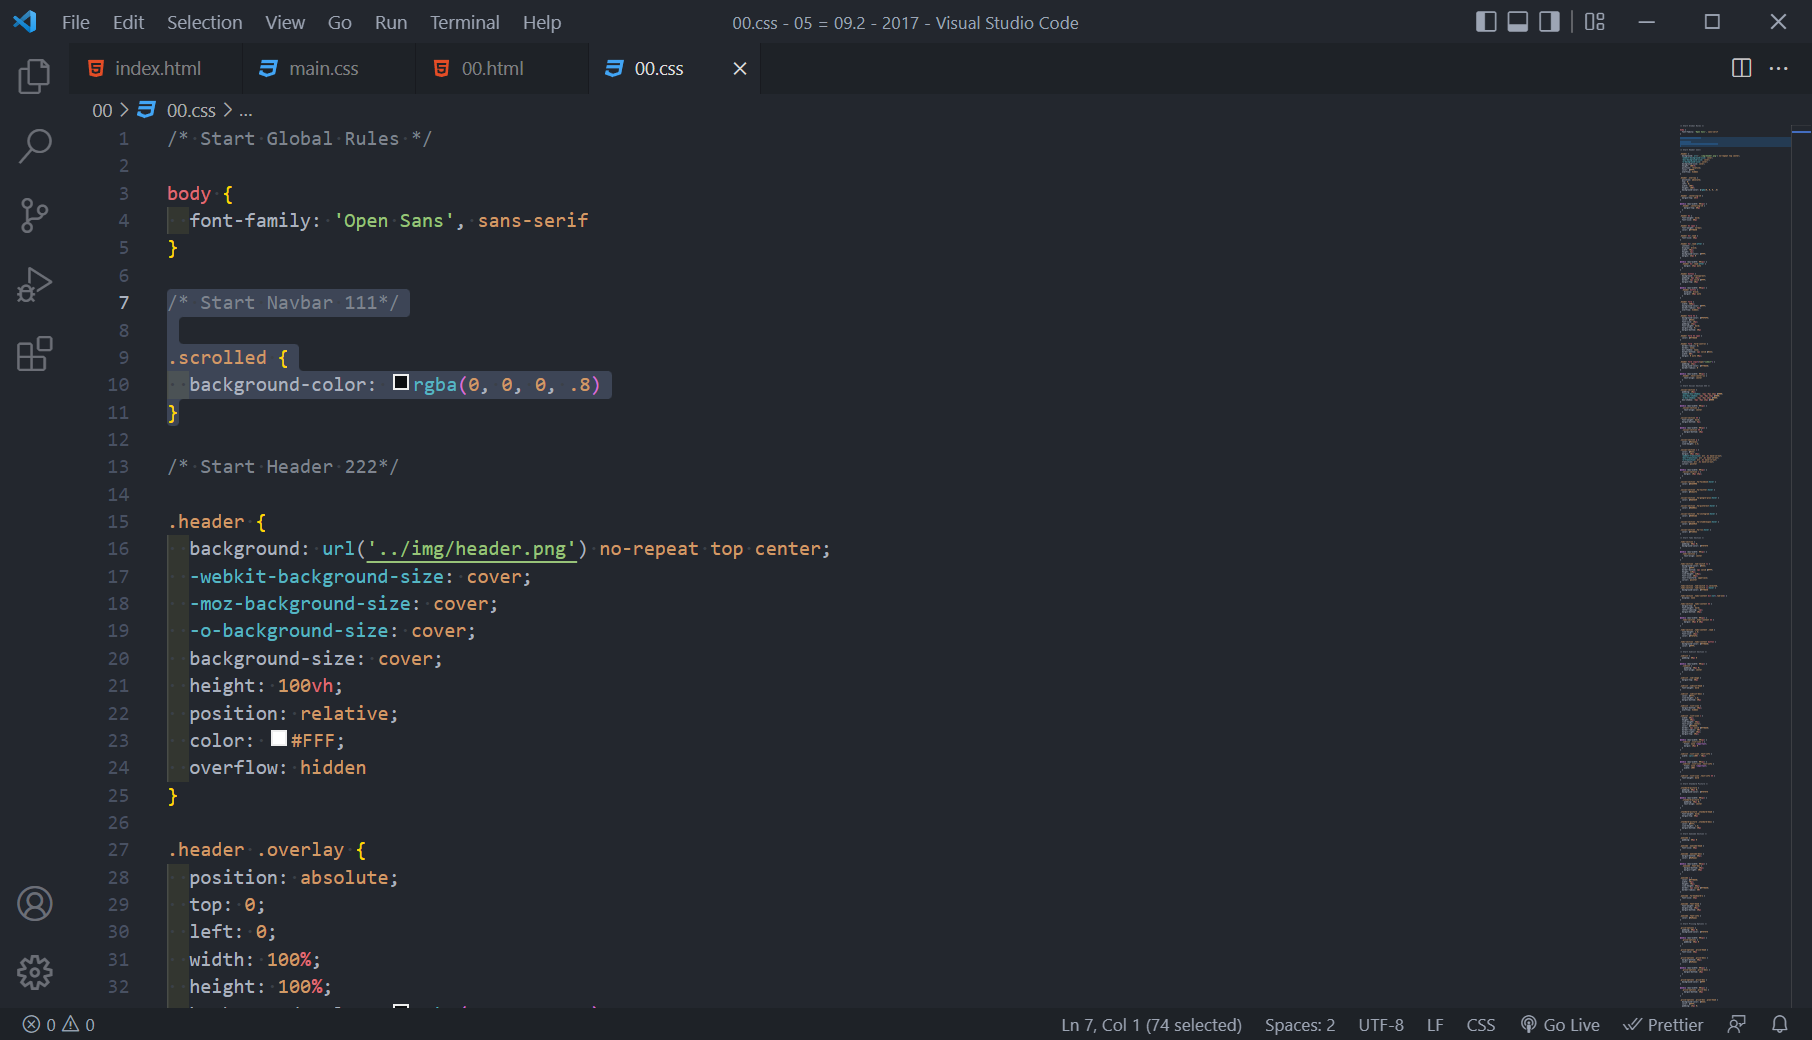 File Edit Selection View Go Run Terminal Help
00.css - 05 = 09.2 - 2017 - Visual Studio Code
index.html main.css 00.html 00.css
00 > 00.css > ...
1 /* Start Global Rules */
2
3 body {
4 font-family: 'Open Sans', sans-serif
5 }
6
7 /* Start Navbar 111*/
8
9 .scrolled {
10 background-color: rgba(0, 0, 0, .8)
11 }
12
13 /* Start Header 222*/
14
15 .header {
16 background: url('../img/header.png') no-repeat top center;
17 -webkit-background-size: cover;
18 -moz-background-size: cover;
19 -o-background-size: cover;
20 background-size: cover;
21 height: 100vh;
22 position: relative;
23 color: #FFF;
24 overflow: hidden
25 }
26
27 .header .overlay {
28 position: absolute;
29 top: 0;
30 left: 0;
31 width: 100%;
32 height: 100%;
0 0 Ln 7, Col 1 (74 selected) Spaces: 2 UTF-8 LF CSS Go Live Prettier